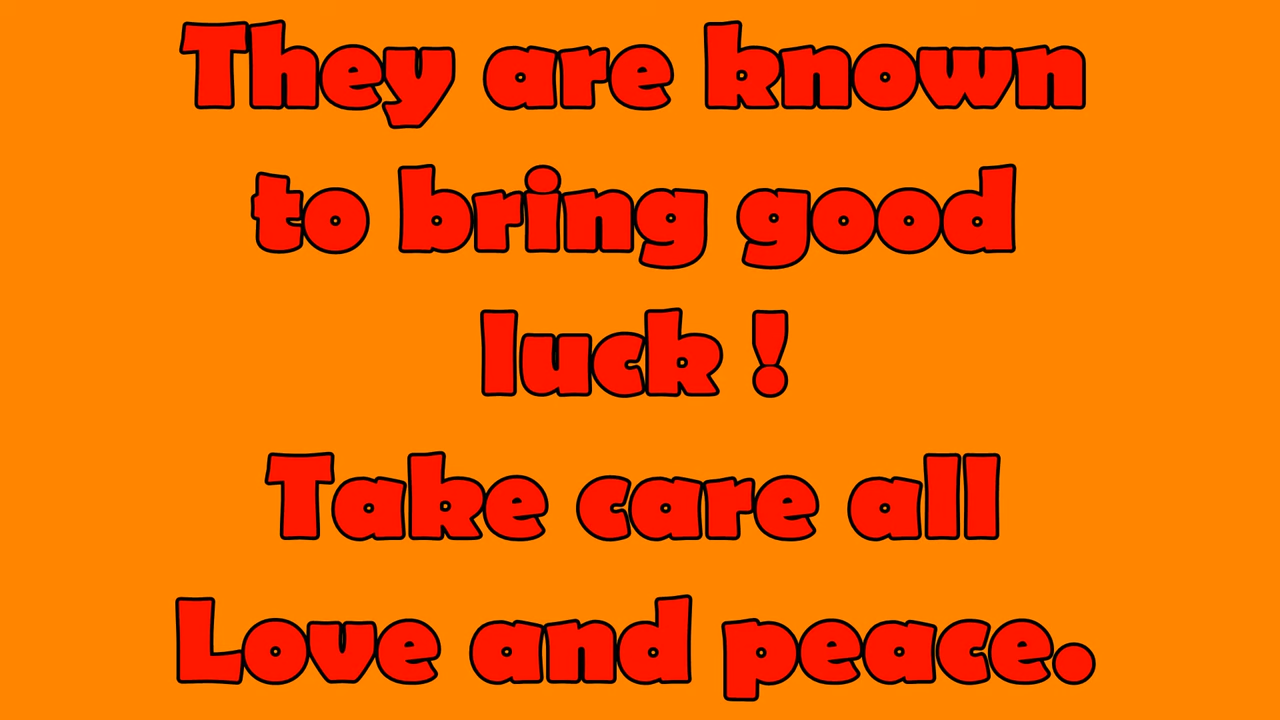 They are known
to bring good
luck !
Take care all
Love and peace.